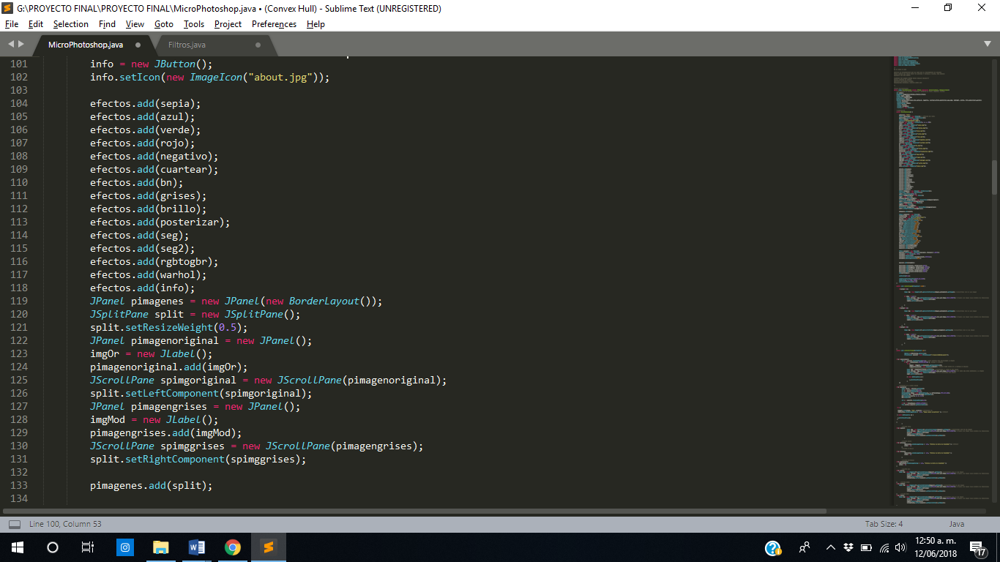 G:\PROYECTO FINAL\PROYECTO FINAL\MicroPhotoshop.java • (Convex Hull) - Sublime Text (UNREGISTERED)
File Edit Selection Find View Goto Tools Project Preferences Help
MicroPhotoshop.java Filtros.java
101 info = new JButton();
102 info.setIcon(new ImageIcon("about.jpg"));
103
104 efectos.add(sepia);
105 efectos.add(azul);
106 efectos.add(verde);
107 efectos.add(rojo);
108 efectos.add(negativo);
109 efectos.add(cuartear);
110 efectos.add(bn);
111 efectos.add(grises);
112 efectos.add(brillo);
113 efectos.add(posterizar);
114 efectos.add(seg);
115 efectos.add(seg2);
116 efectos.add(rgbtogbr);
117 efectos.add(warhol);
118 efectos.add(info);
119 JPanel pimagenes = new JPanel(new BorderLayout());
120 JSplitPane split = new JSplitPane();
121 split.setResizeWeight(0.5);
122 JPanel pimagenoriginal = new JPanel();
123 imgOr = new JLabel();
124 pimagenoriginal.add(imgOr);
125 JScrollPane spimgoriginal = new JScrollPane(pimagenoriginal);
126 split.setLeftComponent(spimgoriginal);
127 JPanel pimagengrises = new JPanel();
128 imgMod = new JLabel();
129 pimagengrises.add(imgMod);
130 JScrollPane spimggrises = new JScrollPane(pimagengrises);
131 split.setRightComponent(spimggrises);
132
133 pimagenes.add(split);
134
Line 100, Column 53 Tab Size: 4 Java
12:50 a. m.
12/06/2018
17